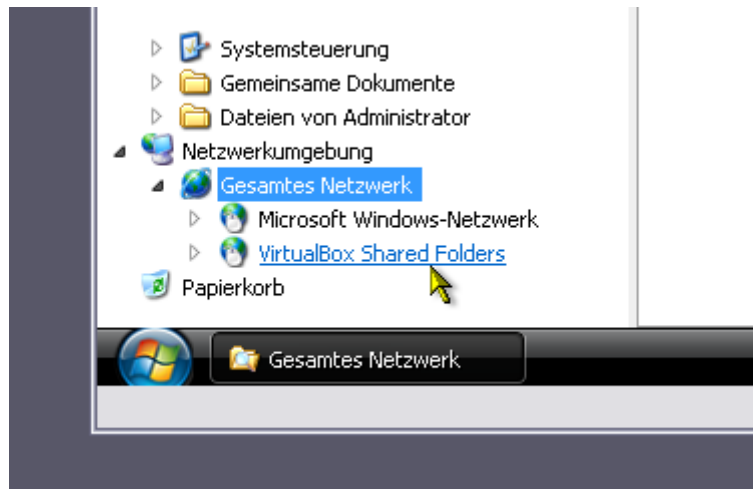 Systemsteuerung
Gemeinsame Dokumente
Dateien von Administrator
Netzwerkumgebung
Gesamtes Netzwerk
Microsoft Windows-Netzwerk
VirtualBox Shared Folders
Papierkorb
Gesamtes Netzwerk